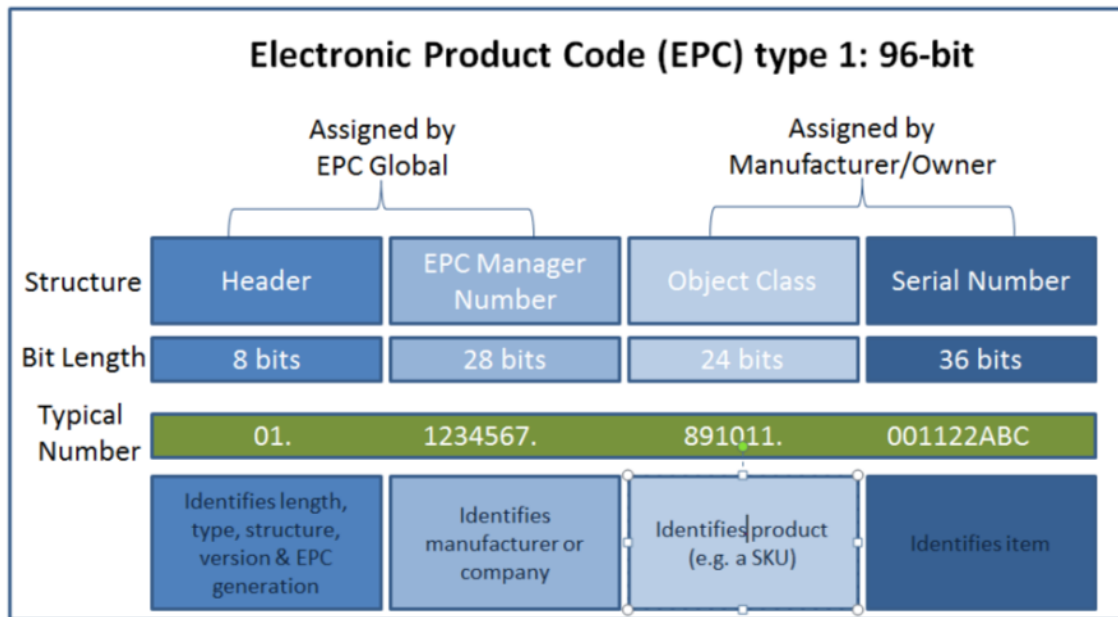 Electronic Product Code (EPC) type 1: 96-bit
Assigned by
EPC Global
Assigned by
Manufacturer/Owner
Structure
Header
EPC Manager
Number
Object Class
Serial Number
Bit Length
8 bits
28 bits
24 bits
36 bits
Typical
Number
01.
1234567.
891011.
001122ABC
Identifies length,
type, structure,
version & EPC
generation
Identifies
manufacturer or
company
Identifies product
(e.g. a SKU)
Identifies item